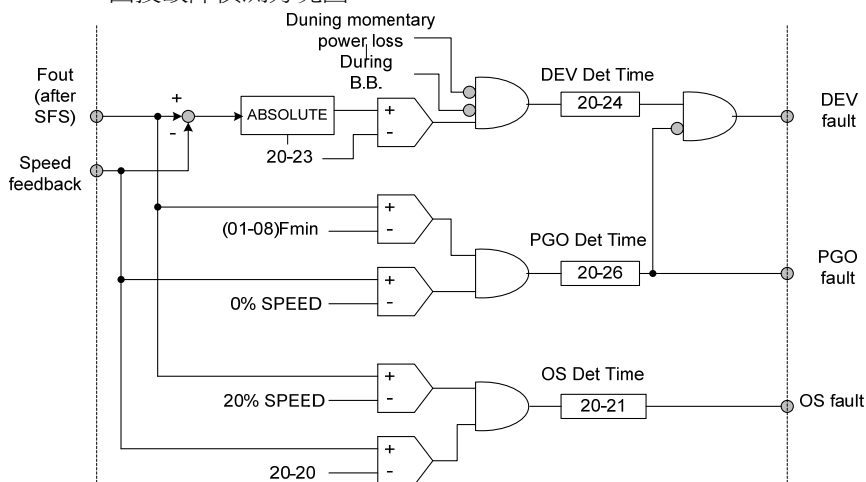 Duning momentary
power loss
During
B.B.
Fout
(after
SFS)
+
-
ABSOLUTE
20-23
+
-
DEV Det Time
20-24
DEV
fault
Speed
feedback
(01-08)Fmin
+
-
PGO Det Time
20-26
PGO
fault
0% SPEED
+
-
20% SPEED
+
-
OS Det Time
20-21
OS fault
20-20
+
-